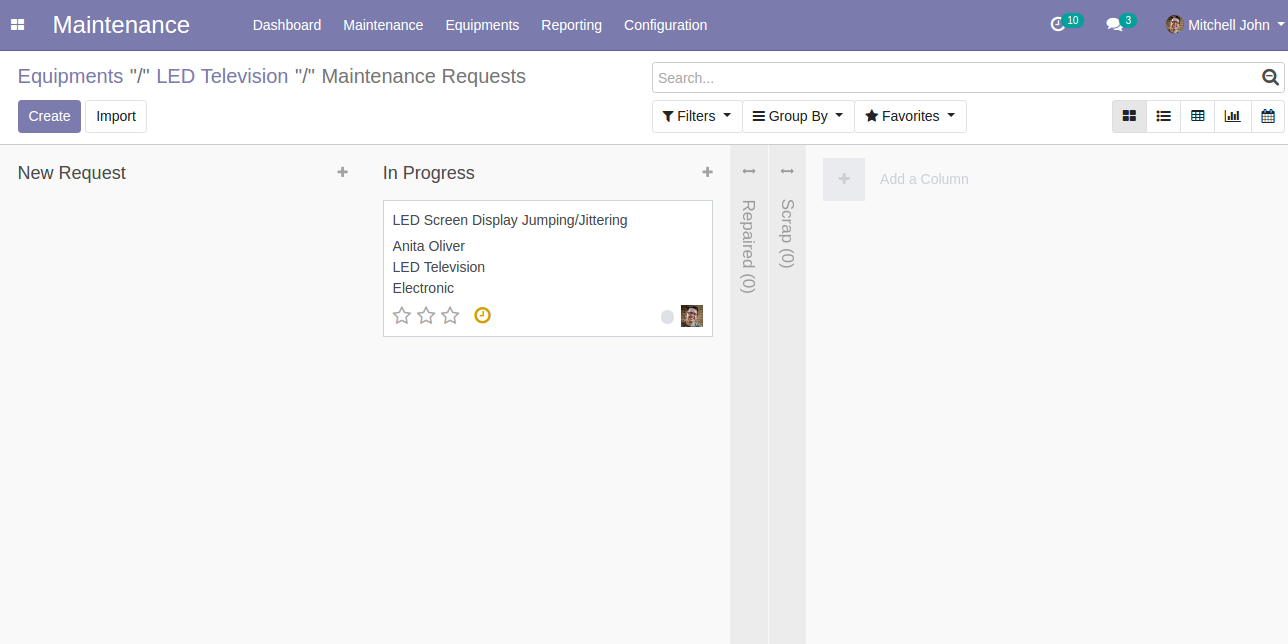 Maintenance Dashboard Maintenance Equipments Reporting Configuration 10 3 Mitchell John
Equipments "/" LED Television "/" Maintenance Requests
Search...
Create Import Filters Group By Favorites
New Request
In Progress
LED Screen Display Jumping/Jittering
Anita Oliver
LED Television
Electronic
Repaired (0)
Scrap (0)
Add a Column